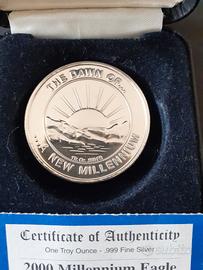 THE DAWN OF...
...A NEW MILLENNIUM
Certificate of Authenticity
One Troy Ounce - .999 Fine Silver
2000 Millennium Eagle